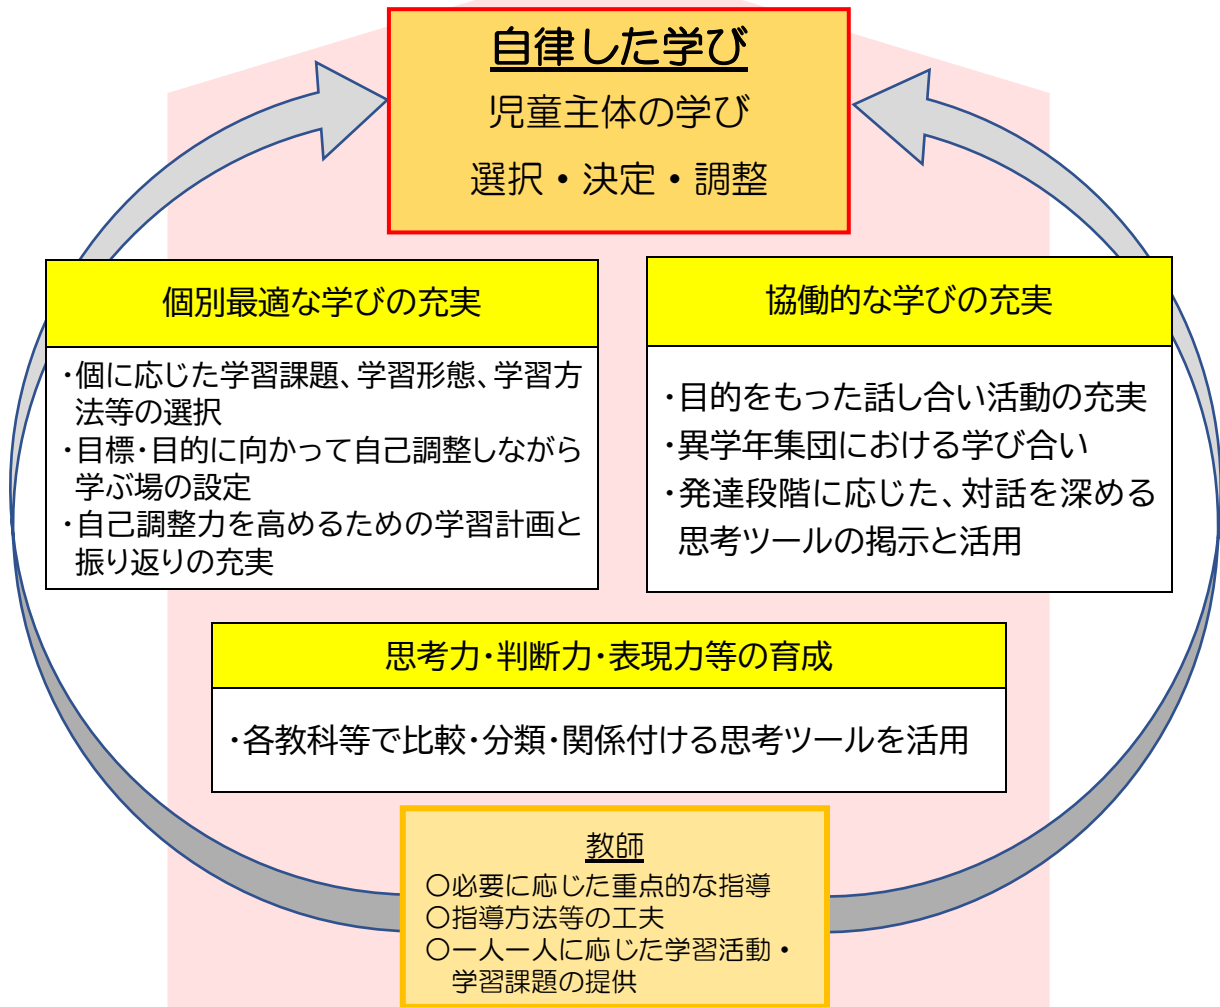 自律した学び
児童主体の学び
選択・決定・調整
個別最適な学びの充実
・個に応じた学習課題、学習形態、学習方
法等の選択
・目標・目的に向かって自己調整しながら
学ぶ場の設定
・自己調整力を高めるための学習計画と
振り返りの充実
協働的な学びの充実
・目的をもった話し合い活動の充実
・異学年集団における学び合い
・発達段階に応じた、対話を深める
思考ツールの掲示と活用
思考力・判断力・表現力等の育成
・各教科等で比較・分類・関係付ける思考ツールを活用
教師
〇必要に応じた重点的な指導
〇指導方法等の工夫
〇一人一人に応じた学習活動・
学習課題の提供